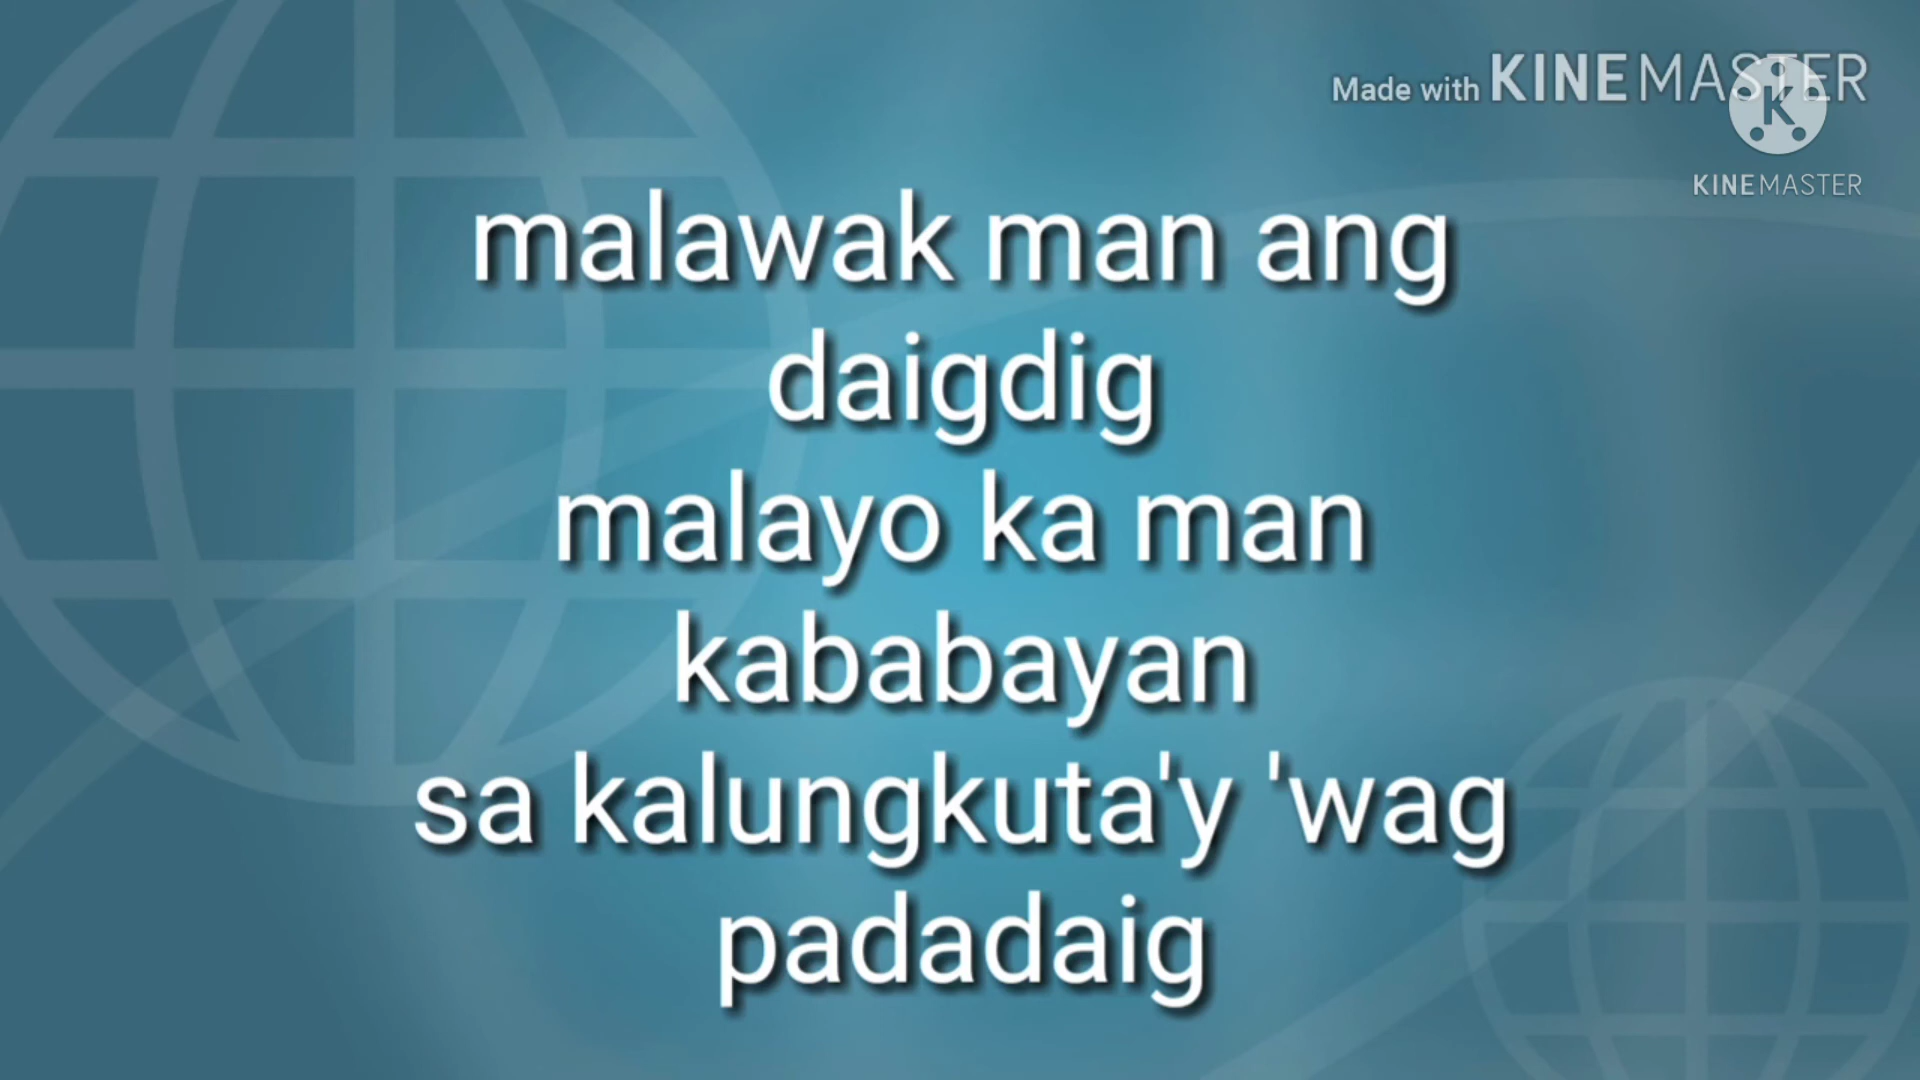 Made with KINEMASTER
K
KINEMASTER
malawak man ang
daigdig
malayo ka man
kababayan
sa kalungkuta'y 'wag
padadaig